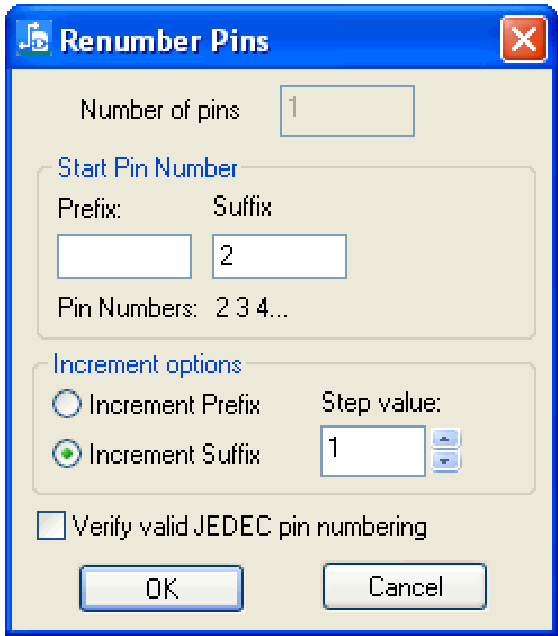 Renumber Pins
Number of pins 1
Start Pin Number
Prefix: Suffix
2
Pin Numbers: 2 3 4...
Increment options
Increment Prefix Step value:
Increment Suffix 1
Verify valid JEDEC pin numbering
OK Cancel